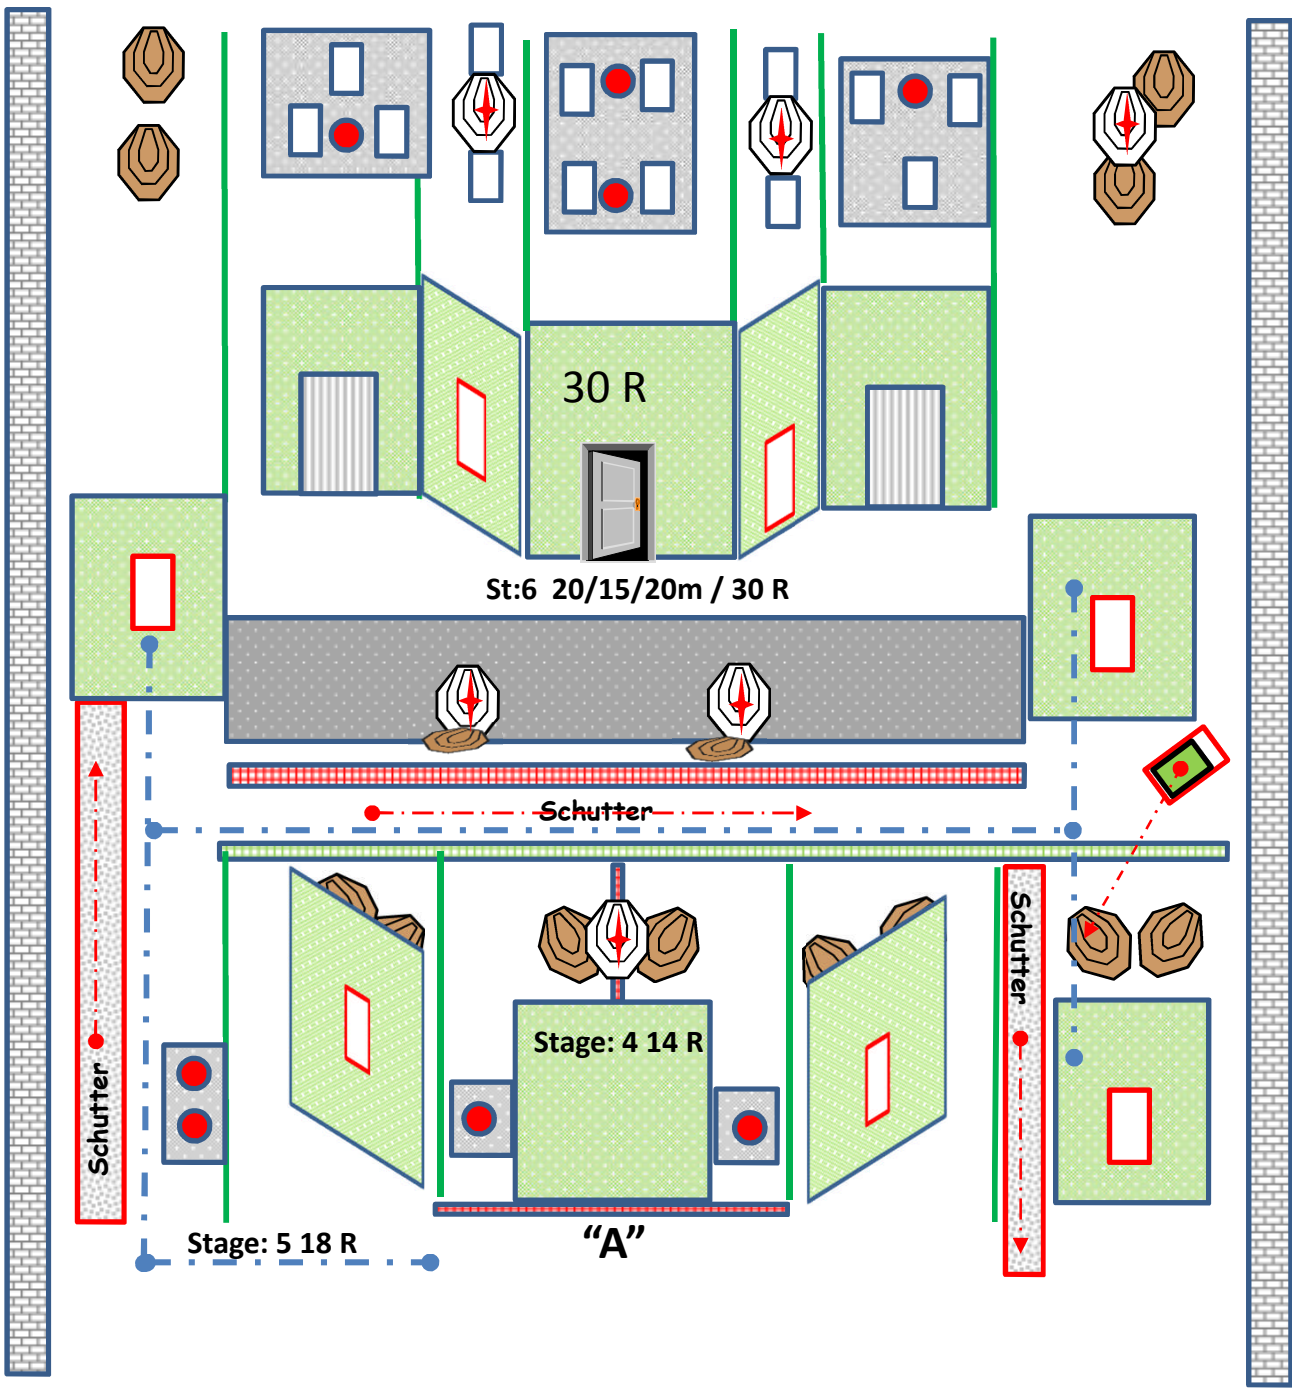 30 R
St:6 20/15/20m / 30 R
Schutter
Schutter
Stage: 4 14 R
Schutter
Stage: 5 18 R
“A”